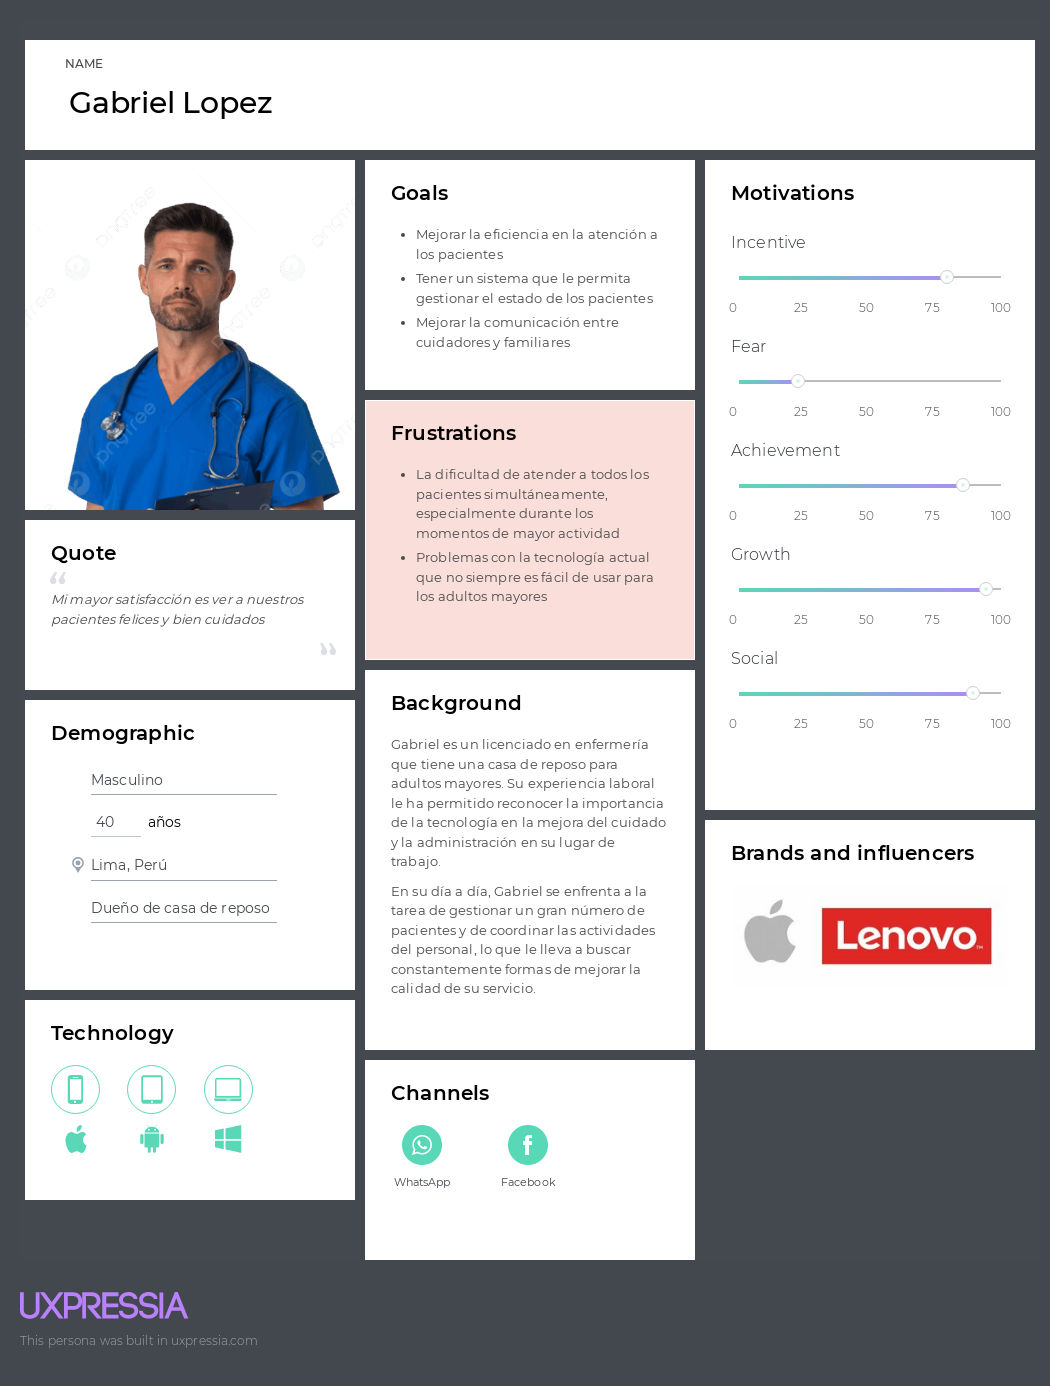 NAME
Gabriel Lopez
pngtree
pngtree
pngtree
Quote
“
Mi mayor satisfacción es ver a nuestros
pacientes felices y bien cuidados
”
Demographic
Masculino
40 años
Lima, Perú
Dueño de casa de reposo
Technology
Goals
• Mejorar la eficiencia en la atención a
los pacientes
• Tener un sistema que le permita
gestionar el estado de los pacientes
• Mejorar la comunicación entre
cuidadores y familiares
Frustrations
• La dificultad de atender a todos los
pacientes simultáneamente,
especialmente durante los
momentos de mayor actividad
• Problemas con la tecnología actual
que no siempre es fácil de usar para
los adultos mayores
Background
Gabriel es un licenciado en enfermería
que tiene una casa de reposo para
adultos mayores. Su experiencia laboral
le ha permitido reconocer la importancia
de la tecnología en la mejora del cuidado
y la administración en su lugar de
trabajo.
En su día a día, Gabriel se enfrenta a la
tarea de gestionar un gran número de
pacientes y de coordinar las actividades
del personal, lo que le lleva a buscar
constantemente formas de mejorar la
calidad de su servicio.
Channels
WhatsApp Facebook
Motivations
Incentive
0 25 50 75 100
Fear
0 25 50 75 100
Achievement
0 25 50 75 100
Growth
0 25 50 75 100
Social
0 25 50 75 100
Brands and influencers
Lenovo™
UXPRESSIA
This persona was built in uxpressia.com